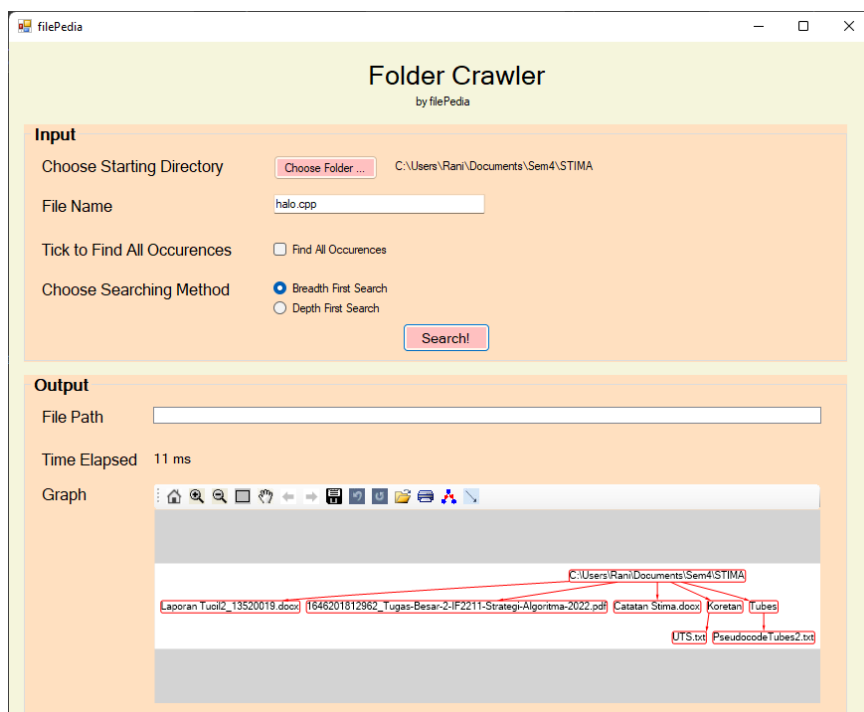 filePedia
Folder Crawler
by filePedia
Input
Choose Starting Directory
Choose Folder ...
C:\Users\Rani\Documents\Sem4\STIMA
File Name
halo.cpp
Tick to Find All Occurences
Find All Occurences
Choose Searching Method
Breadth First Search
Depth First Search
Search!
Output
File Path
Time Elapsed
11 ms
Graph
C:\Users\Rani\Documents\Sem4\STIMA
Laporan Tucil2_13520019.docx
1646201812962_Tugas-Besar-2-IF2211-Strategi-Algoritma-2022.pdf
Catatan Stima.docx
Koretan
Tubes
UTS.txt
PseudocodeTubes2.txt